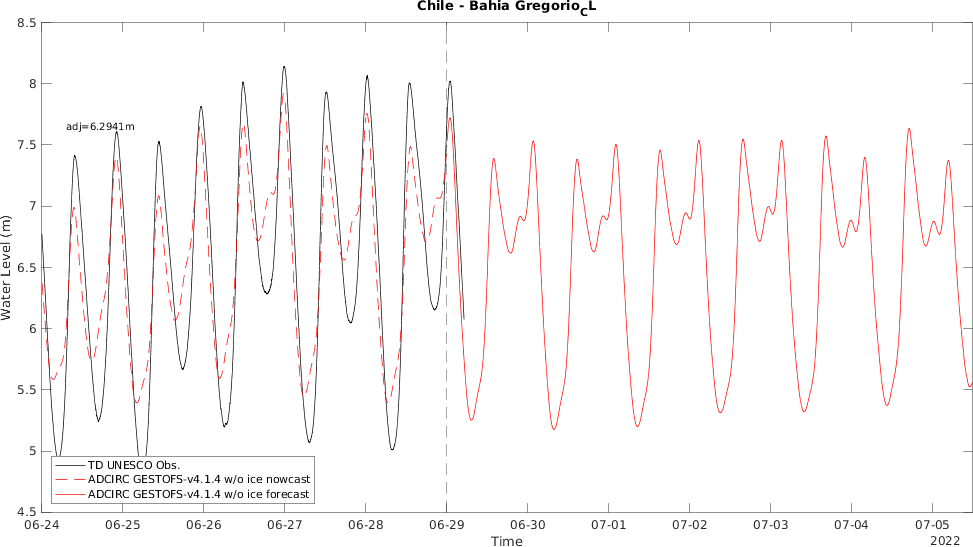 Chile - Bahia Gregorio_CL
8.5
8
7.5
7
6.5
6
5.5
5
4.5
Water Level (m)
adj=6.2941m
TD UNESCO Obs.
ADCIRC GESTOFS-v4.1.4 w/o ice nowcast
ADCIRC GESTOFS-v4.1.4 w/o ice forecast
06-24 06-25 06-26 06-27 06-28 06-29 06-30 07-01 07-02 07-03 07-04 07-05
Time
2022